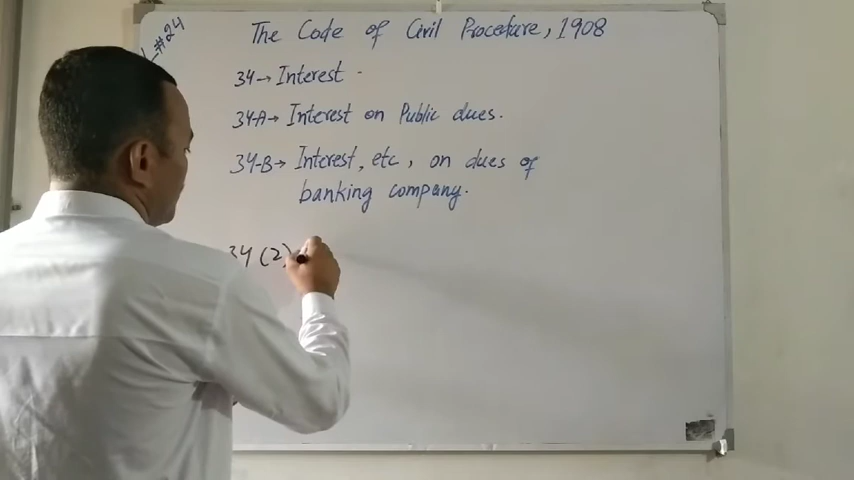 #24
The Code of Civil Procedure, 1908
34→ Interest -
34-A→ Interest on Public dues.
34-B→ Interest, etc, on dues of
banking company.
34 (2)